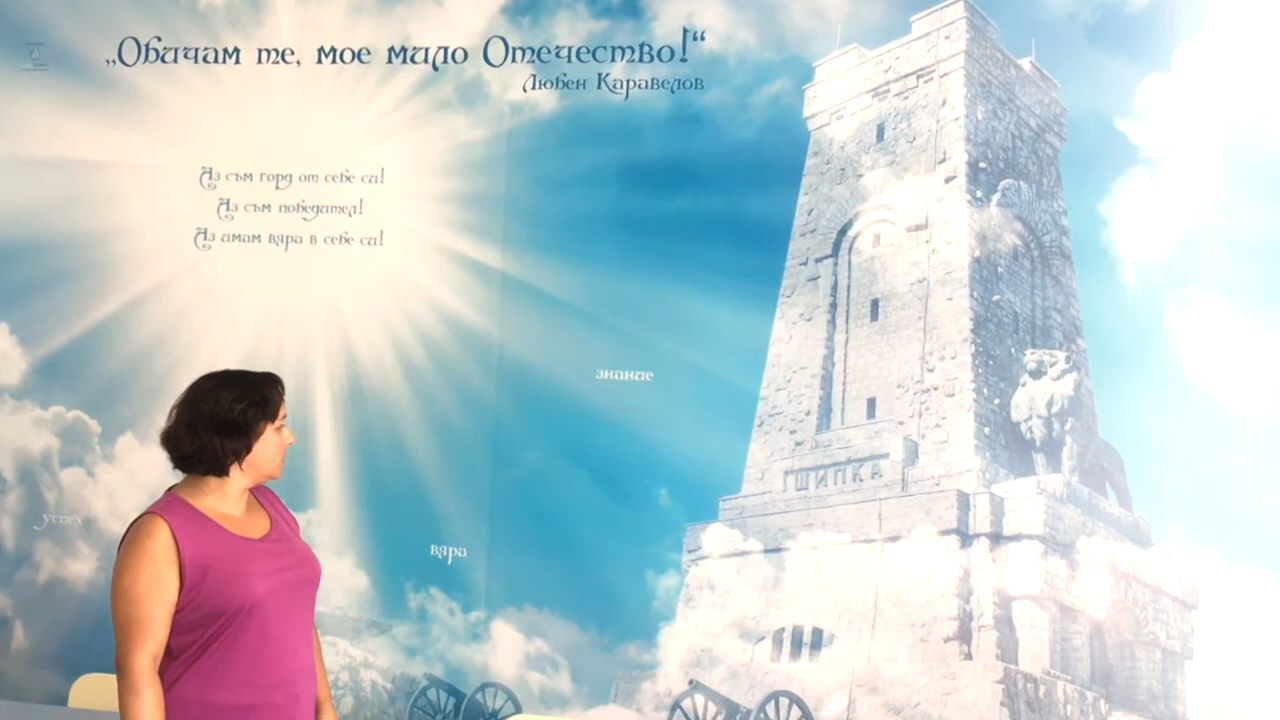 „Обичам те, мое мило Отечество!“
Любен Каравелов
Аз съм горд от себе си!
Аз съм победител!
Аз имам вяра в себе си!
знание
ШИПКА
успех
вяра